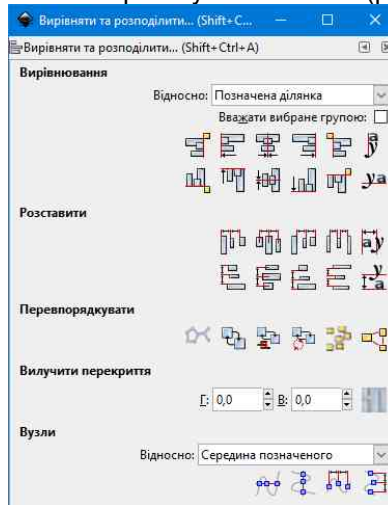 Вирівняти та розподілити... (Shift+C...
Вирівняти та розподілити... (Shift+Ctrl+A)
Вирівнювання
Відносно: Позначена ділянка
Вважати вибране групою:
Розставити
Перевпорядкувати
Вилучити перекриття
Г: 0,0 В: 0,0
Вузли
Відносно: Середина позначеного